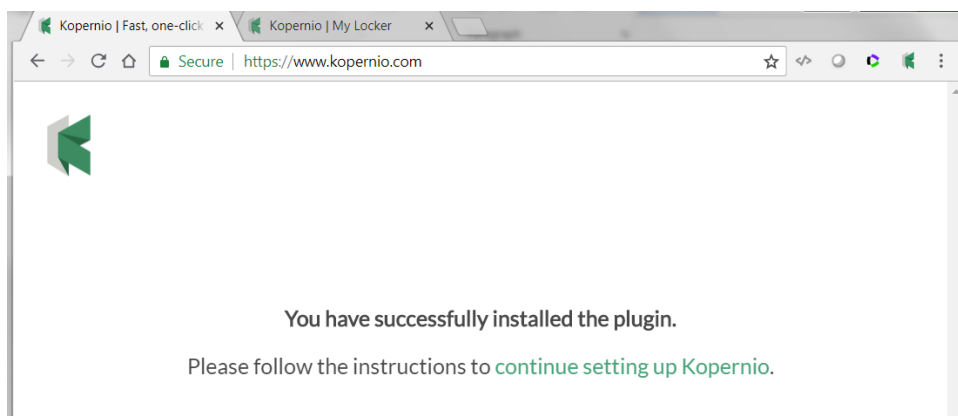 Kopernio | Fast, one-click
Kopernio | My Locker
Secure
https://www.kopernio.com
You have successfully installed the plugin.
Please follow the instructions to continue setting up Kopernio.